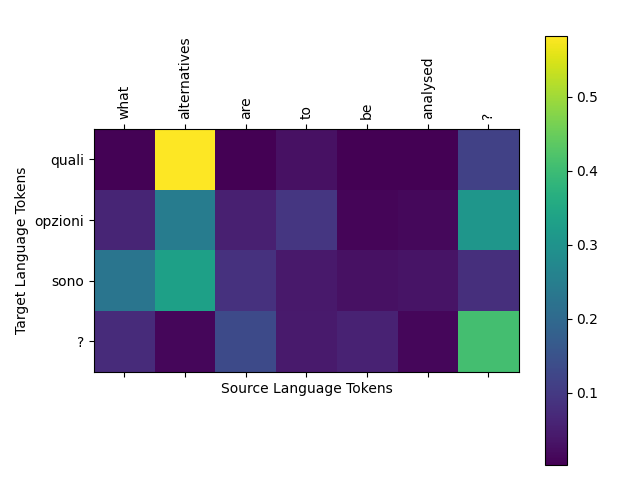 what alternatives are to be analysed ?
quali
opzioni
sono
?
Target Language Tokens
Source Language Tokens
0.5
0.4
0.3
0.2
0.1